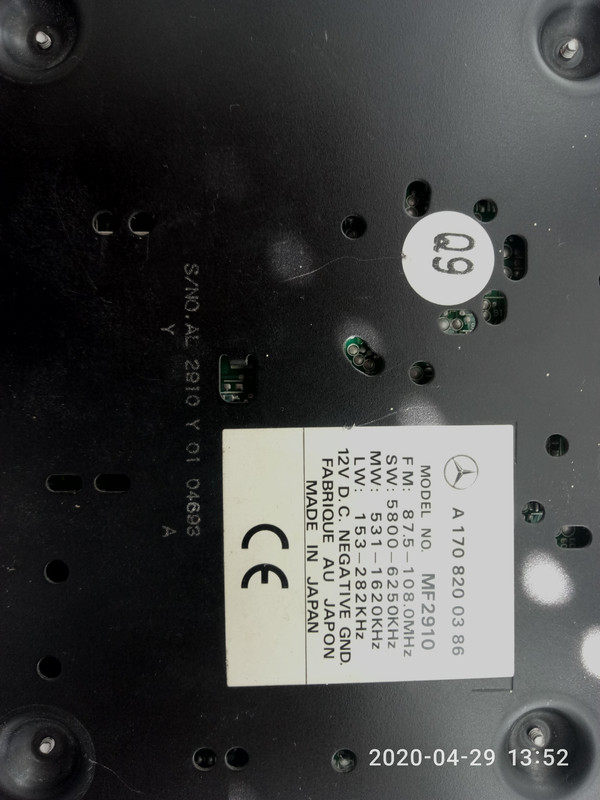 A 170 820 03 86
MODEL NO. MF2910
FM: 87.5–108.0MHz
SW: 5800–6250KHz
MW: 531–1620KHz
LW: 153–282KHz
12V D.C. NEGATIVE GND.
FABRIQUE AU JAPON
MADE IN JAPAN
CE
Q9
S/NO. AL 2910 Y 01 04693
Y A
2020-04-29 13:52